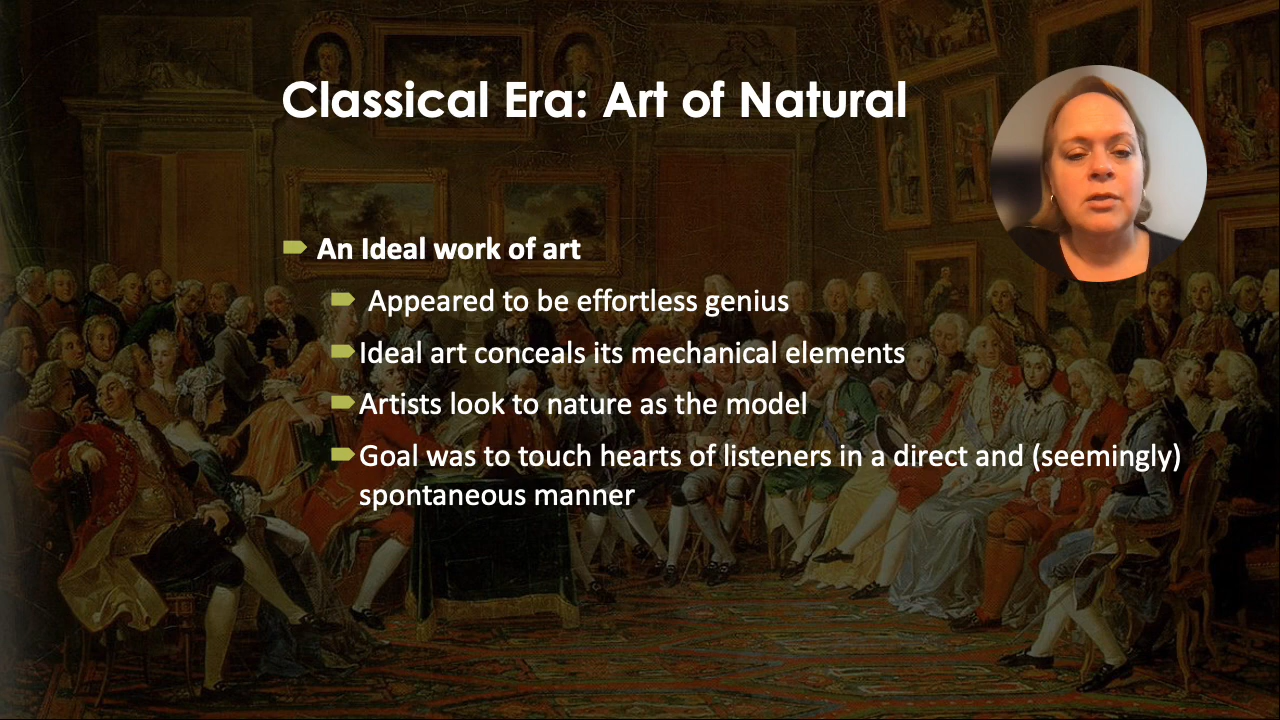 Classical Era: Art of Natural
An Ideal work of art
Appeared to be effortless genius
Ideal art conceals its mechanical elements
Artists look to nature as the model
Goal was to touch hearts of listeners in a direct and (seemingly)
spontaneous manner